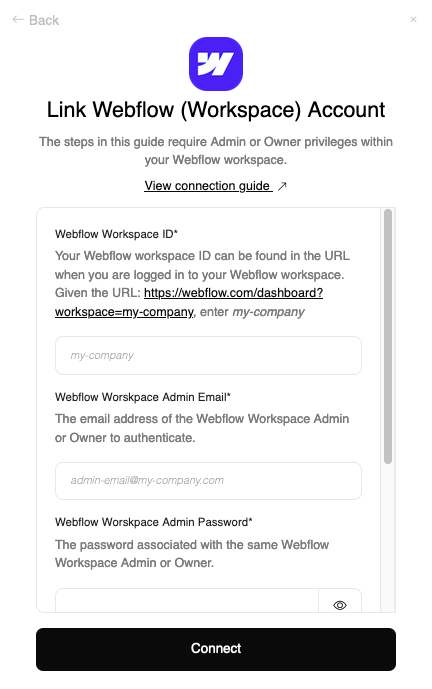 ← Back
×
Link Webflow (Workspace) Account
The steps in this guide require Admin or Owner privileges within
your Webflow workspace.
View connection guide ↗
Webflow Workspace ID*
Your Webflow workspace ID can be found in the URL
when you are logged in to your Webflow workspace.
Given the URL: https://webflow.com/dashboard?
workspace=my-company, enter my-company
my-company
Webflow Worskpace Admin Email*
The email address of the Webflow Workspace Admin
or Owner to authenticate.
admin-email@my-company.com
Webflow Worskpace Admin Password*
The password associated with the same Webflow
Workspace Admin or Owner.
Connect